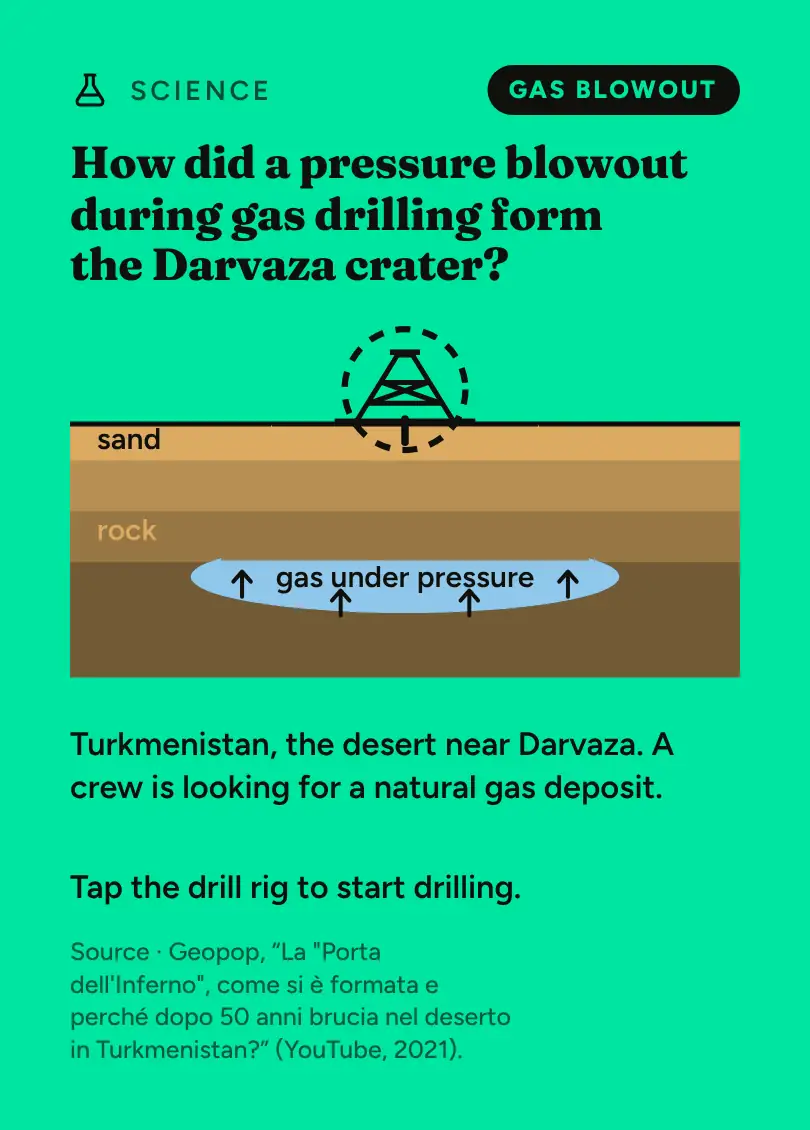 SCIENCE
GAS BLOWOUT
How did a pressure blowout
during gas drilling form
the Darvaza crater?
sand
rock
gas under pressure
Turkmenistan, the desert near Darvaza. A
crew is looking for a natural gas deposit.
Tap the drill rig to start drilling.
Source · Geopop, “La "Porta
dell'Inferno", come si è formata e
perché dopo 50 anni brucia nel deserto
in Turkmenistan?” (YouTube, 2021).